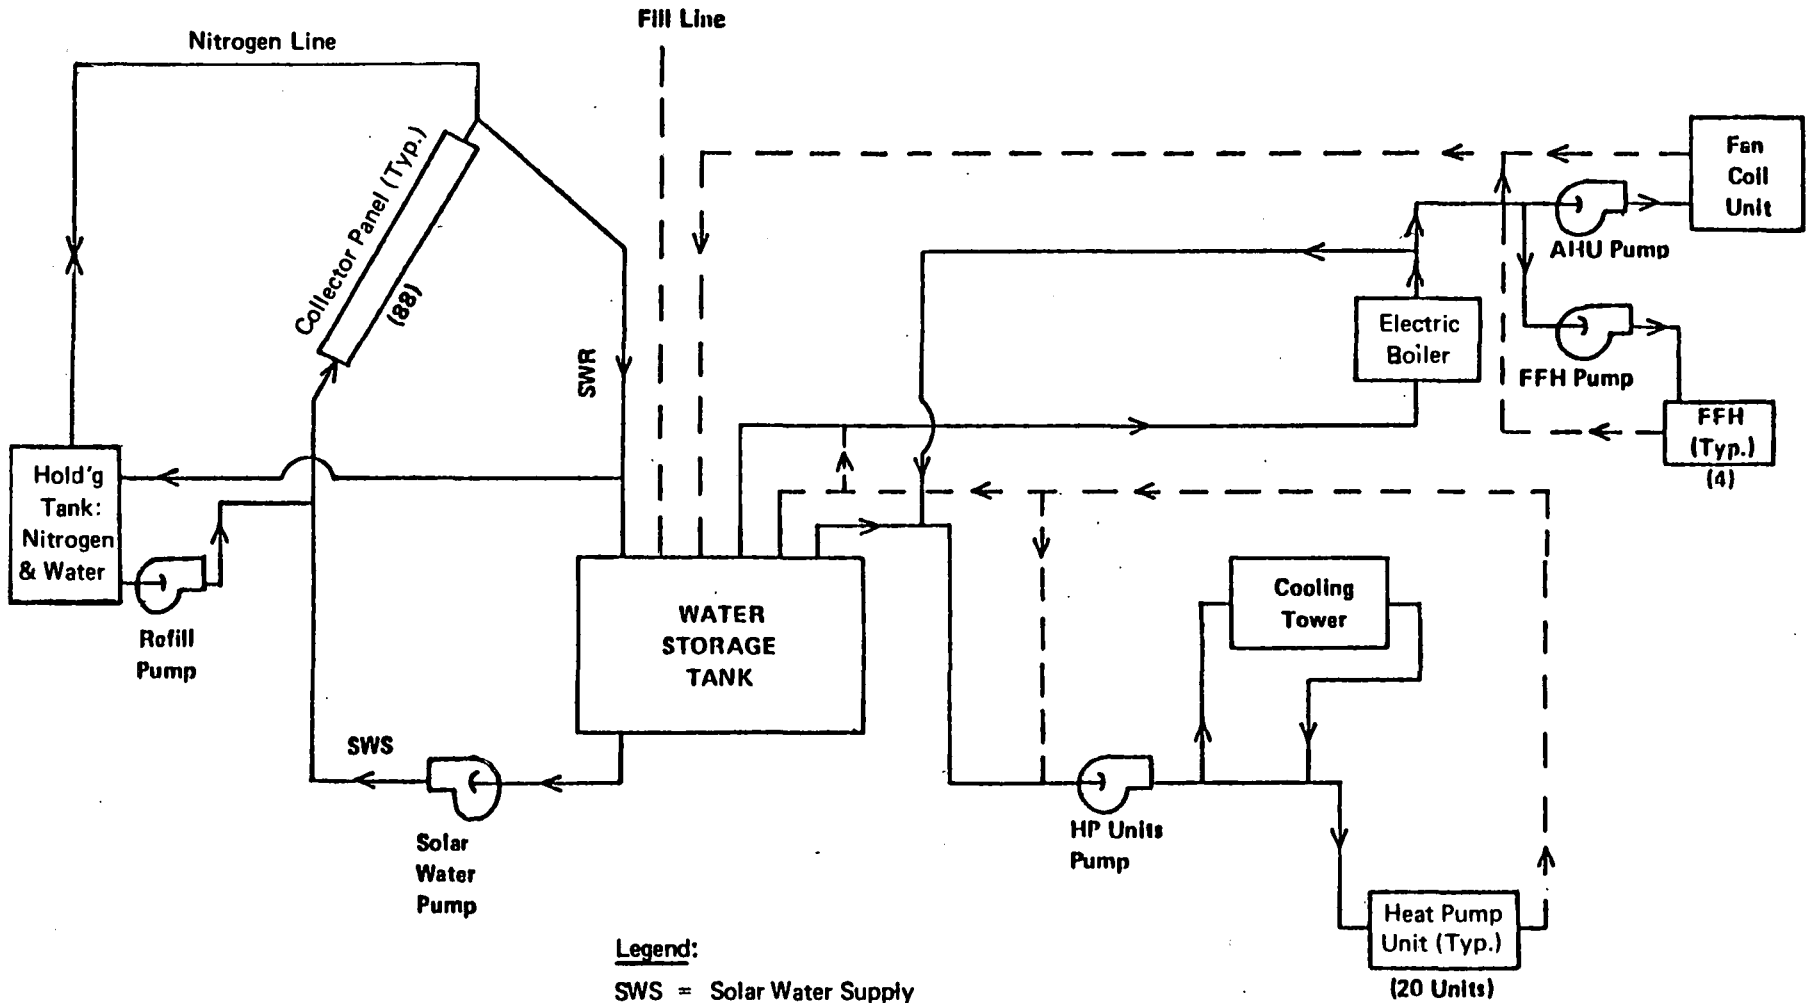 Fill Line
Nitrogen Line
Collector Panel (Typ.)
(88)
SWR
Fan
Coil
Unit
AHU Pump
Electric
Boiler
FFH Pump
FFH
(Typ.)
(4)
Hold'g
Tank:
Nitrogen
& Water
Refill
Pump
WATER
STORAGE
TANK
Cooling
Tower
SWS
Solar
Water
Pump
HP Units
Pump
Heat Pump
Unit (Typ.)
(20 Units)
Legend:
SWS = Solar Water Supply